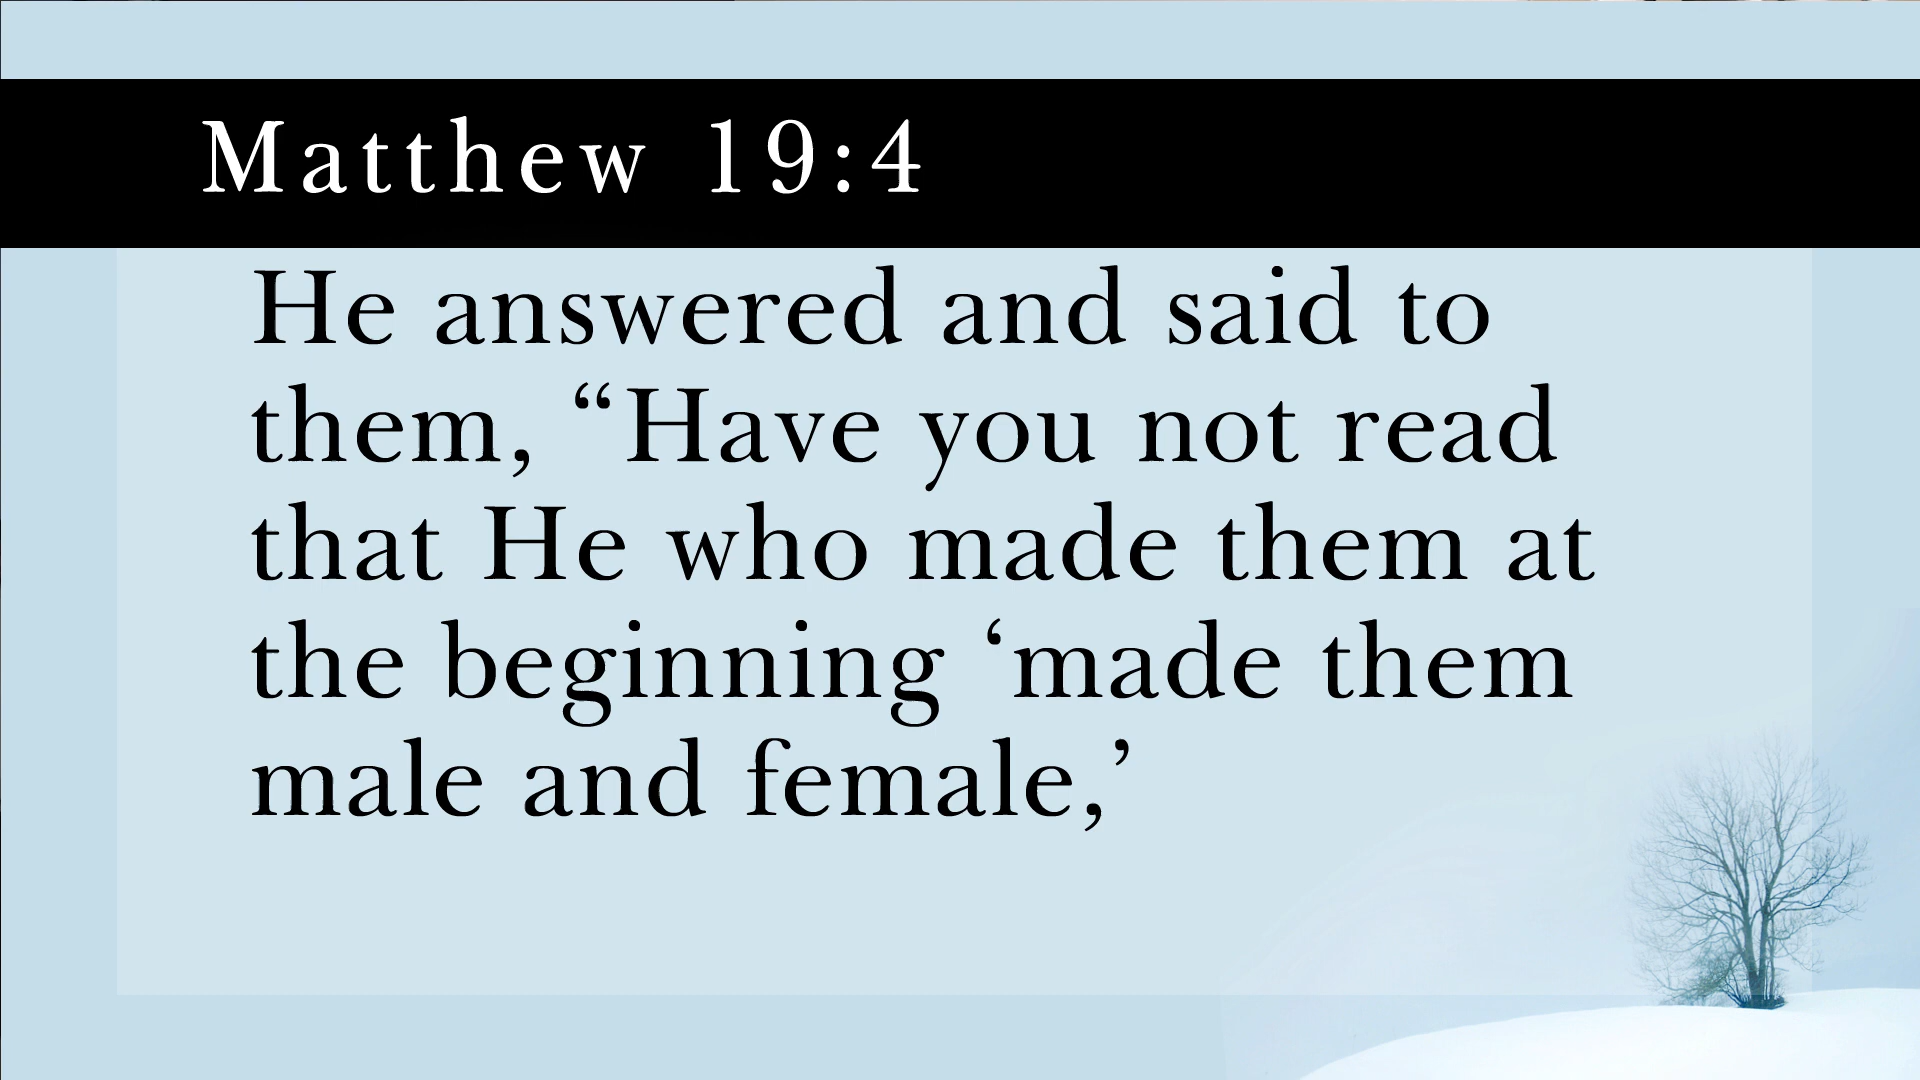 Matthew 19:4
He answered and said to
them, “Have you not read
that He who made them at
the beginning ‘made them
male and female,’